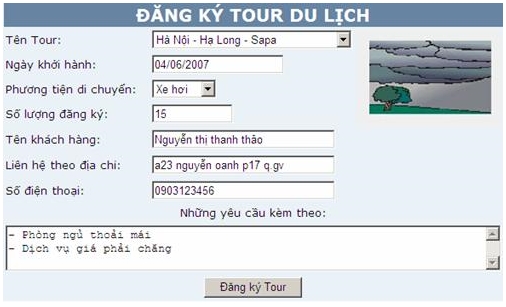 ĐĂNG KÝ TOUR DU LỊCH
Tên Tour: Hà Nội - Hạ Long - Sapa
Ngày khởi hành: 04/06/2007
Phương tiện di chuyển: Xe hơi
Số lượng đăng ký: 15
Tên khách hàng: Nguyễn thị thanh thảo
Liên hệ theo địa chỉ: a23 nguyễn oanh p17 q.gv
Số điện thoại: 0903123456
Những yêu cầu kèm theo:
- Phòng ngủ thoải mái
- Dịch vụ giá phải chăng
Đăng ký Tour